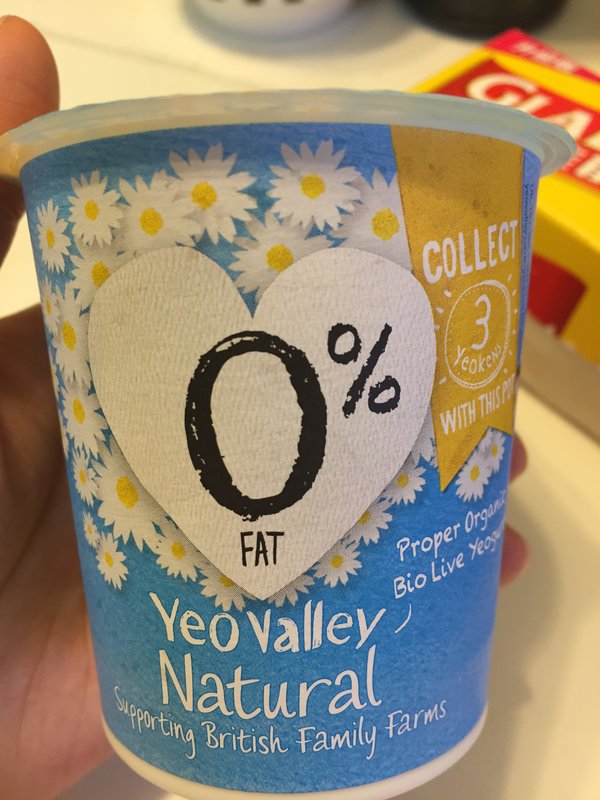 0%
FAT
Yeo Valley
Natural
Supporting British Family Farms
COLLECT
3
Yeokens
WITH THIS POT
Proper Organic
Bio Live Yeogurt